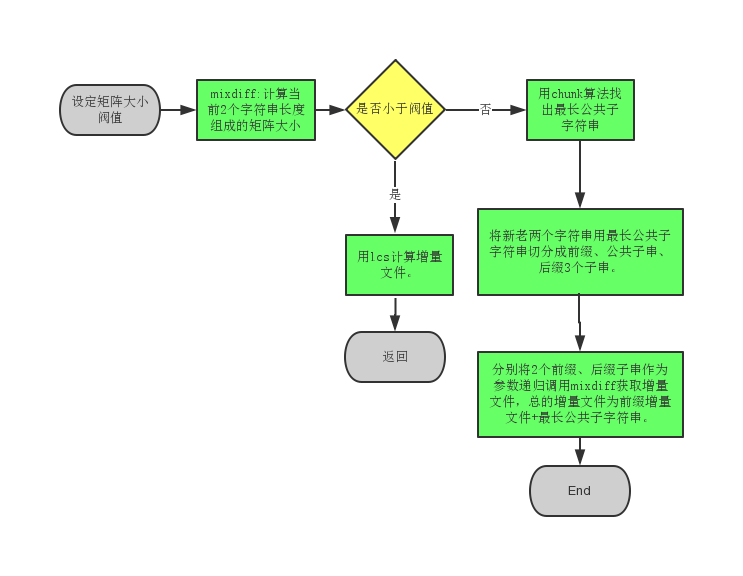 设定矩阵大小
阀值
mixdiff:计算当
前2个字符串长度
组成的矩阵大小
是否小于阀值
否
用chunk算法找
出最长公共子
字符串
是
用lcs计算增量
文件。
返回
将新老两个字符串用最长公共子
字符串切分成前缀、公共子串、
后缀3个子串。
分别将2个前缀、后缀子串作为
参数递归调用mixdiff获取增量
文件，总的增量文件为前缀增量
文件+最长公共子字符串。
End